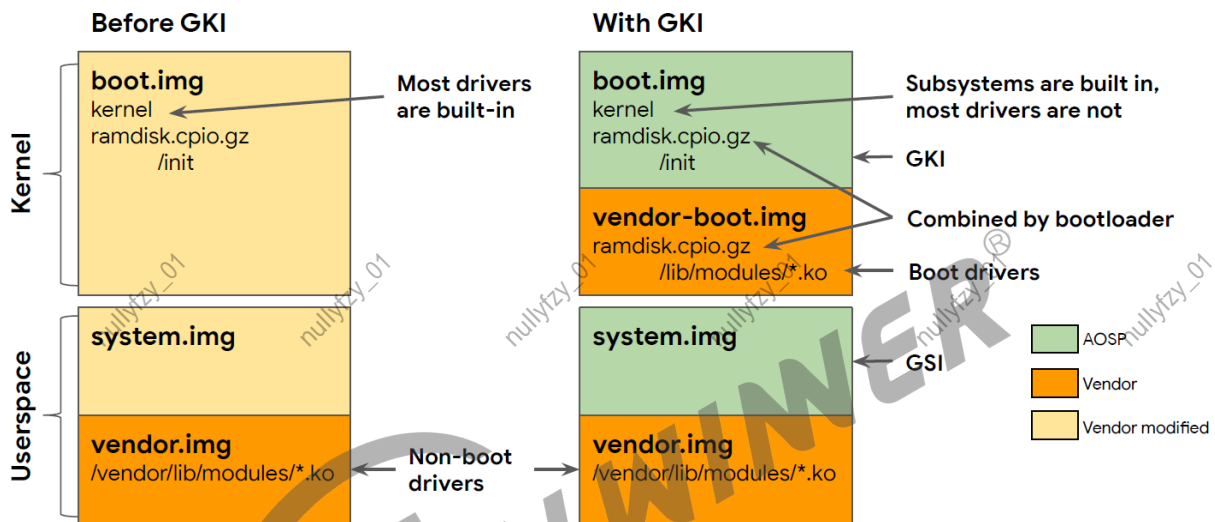 Before GKI
With GKI
Kernel
boot.img
kernel
ramdisk.cpio.gz
/init
Most drivers
are built-in
boot.img
kernel
ramdisk.cpio.gz
/init
Subsystems are built in,
most drivers are not
GKI
vendor-boot.img
ramdisk.cpio.gz
/lib/modules/*.ko
Combined by bootloader
Boot drivers
Userspace
system.img
vendor.img
/vendor/lib/modules/*.ko
Non-boot
drivers
system.img
GSI
vendor.img
/vendor/lib/modules/*.ko
AOSP
Vendor
Vendor modified
nullyfzy_01
nullyfzy_01
nullyfzy_01
nullyfzy_01
nullyfzy_01
WINNER®